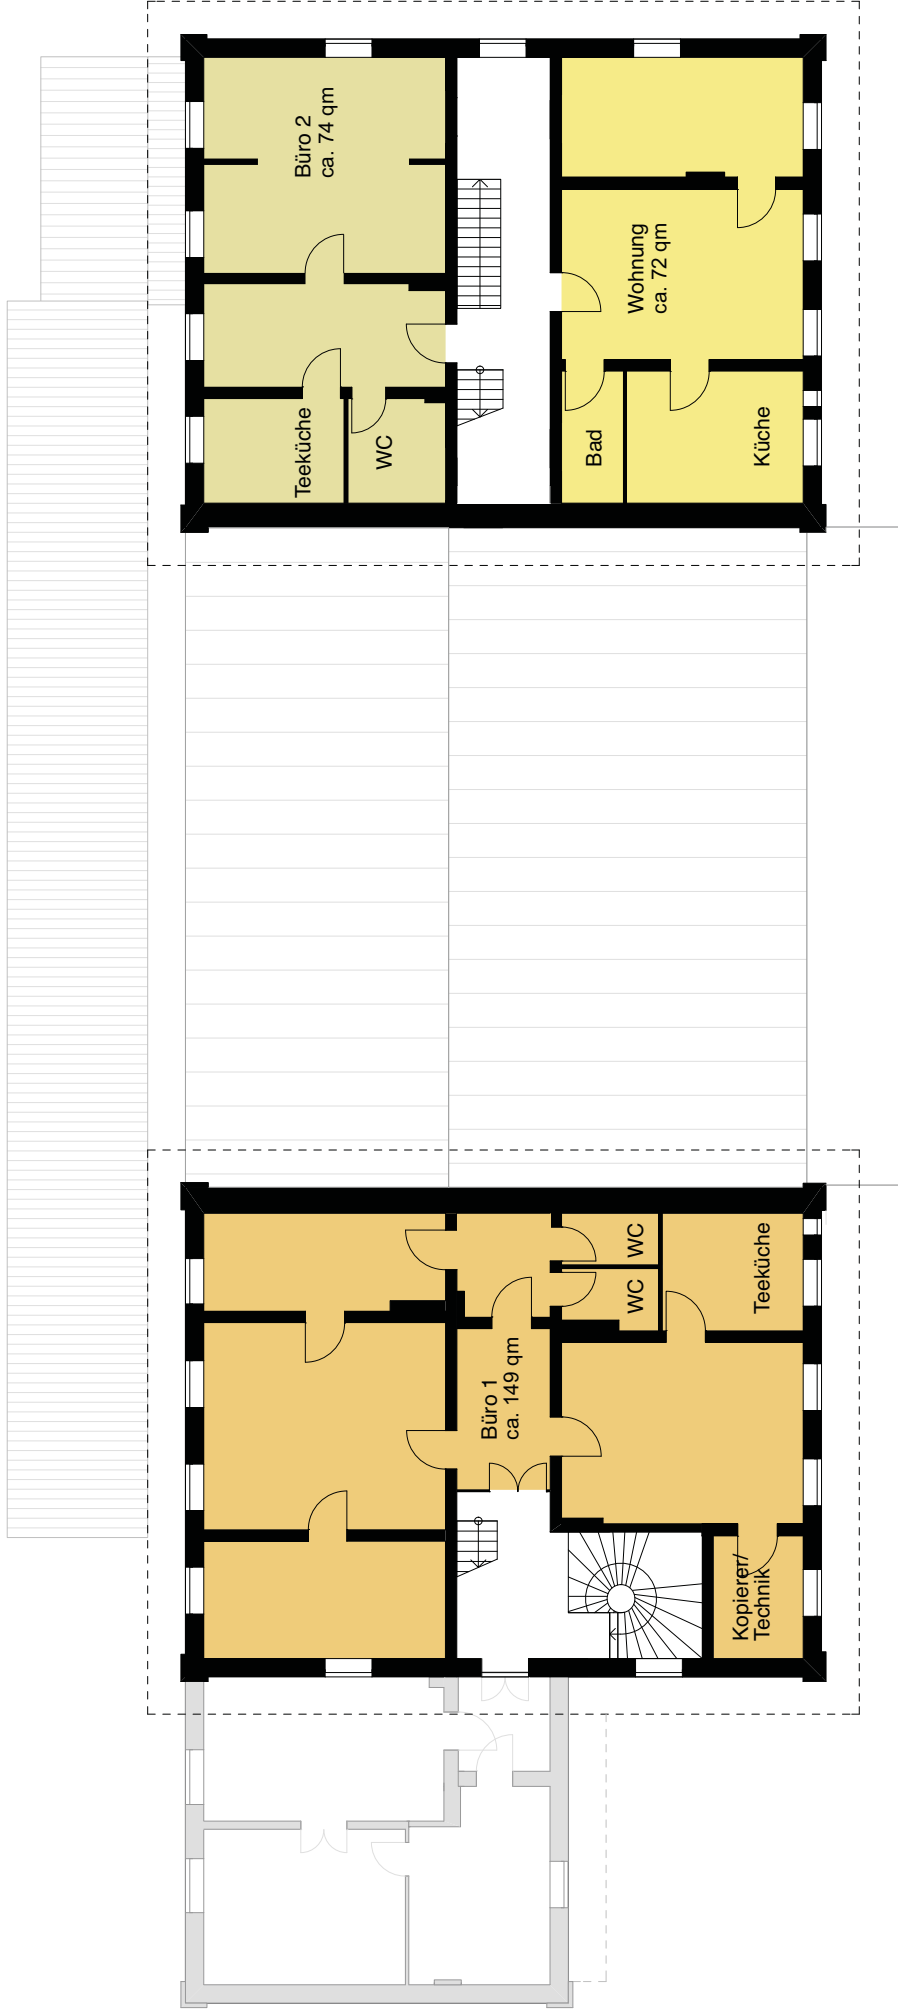 Büro 2
ca. 74 qm
Wohnung
ca. 72 qm
Teeküche
WC
Bad
Küche
WC
WC
Teeküche
Büro 1
ca. 149 qm
Kopierer/
Technik